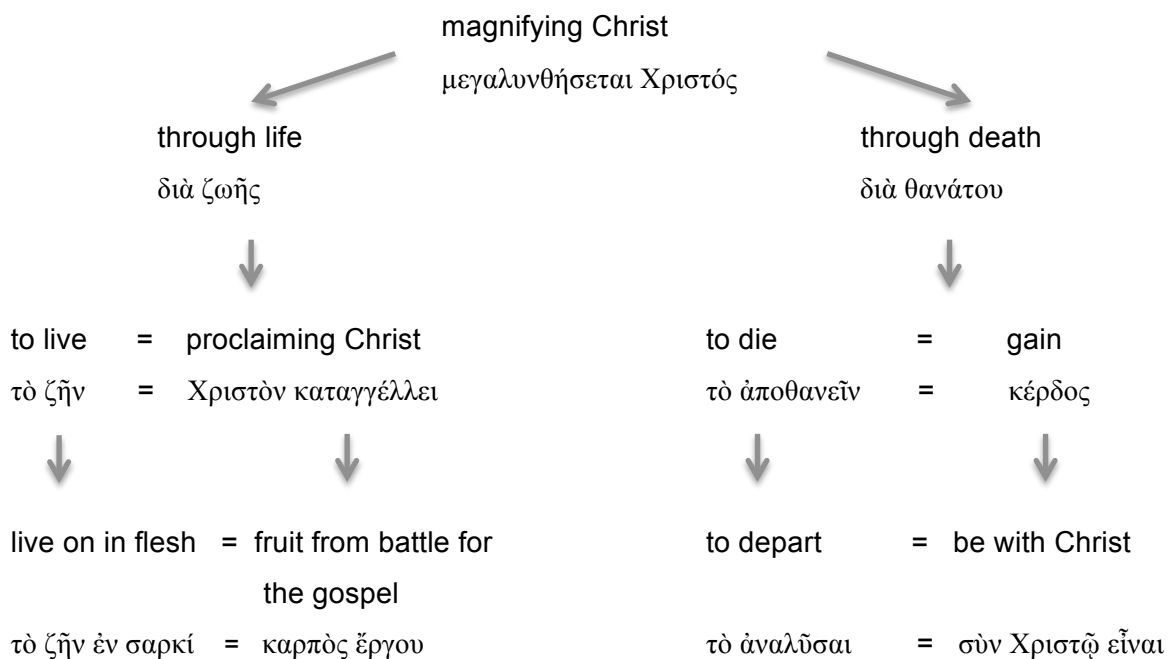 magnifying Christ
μεγαλυνθήσεται Χριστός
through life through death
διὰ ζωῆς διὰ θανάτου
to live = proclaiming Christ to die = gain
τὸ ζῆν = Χριστὸν καταγγέλλει τὸ ἀποθανεῖν = κέρδος
live on in flesh = fruit from battle for to depart = be with Christ
the gospel
τὸ ζῆν ἐν σαρκί = καρπὸς ἔργου τὸ ἀναλῦσαι = σὺν Χριστῷ εἶναι